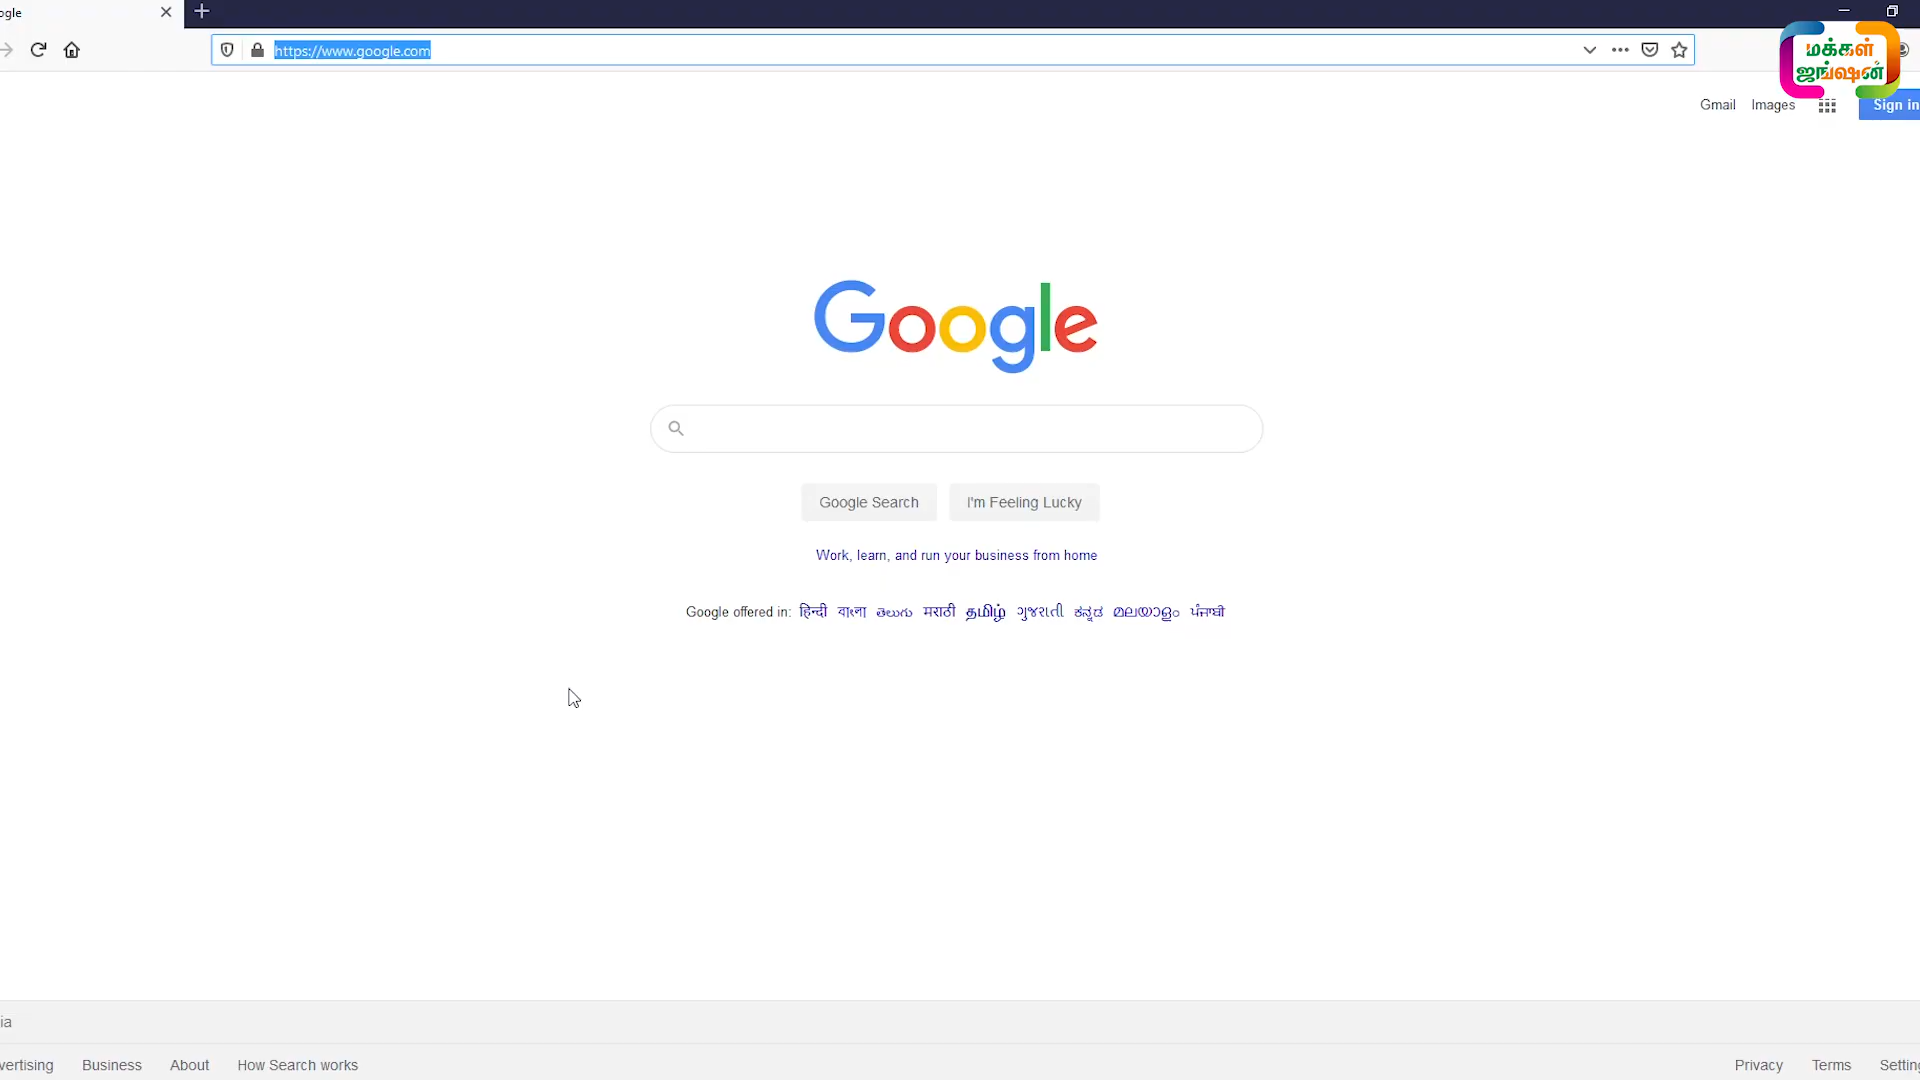 ogle
https://www.google.com
மக்கள்
ஜங்ஷன்
Gmail Images Sign in
Google
Google Search I'm Feeling Lucky
Work, learn, and run your business from home
Google offered in: हिन्दी বাংলা తెలుగు मराठी தமிழ் ગુજરાતી ಕನ್ನಡ മലയാളം ਪੰਜਾਬੀ
ia
vertising Business About How Search works Privacy Terms Setting